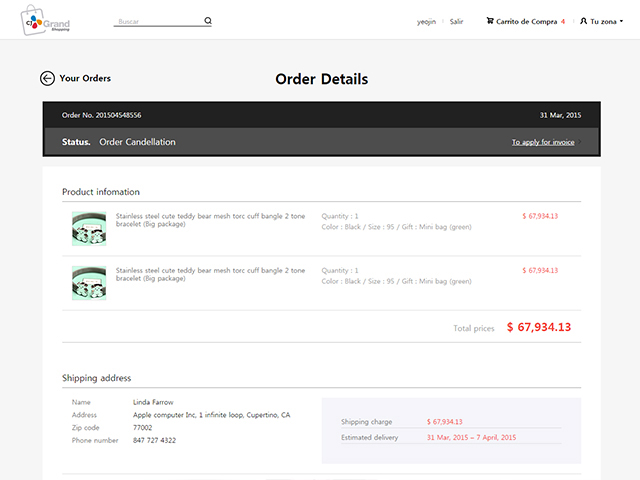 CJ Grand
Shopping
Buscar
yeojin
Salir
Carrito de Compra 4
Tu zona
Your Orders
Order Details
Order No. 201504548556
31 Mar, 2015
Status. Order Candellation
To apply for invoice
Product infomation
Stainless steel cute teddy bear mesh torc cuff bangle 2 tone
bracelet (Big package)
Quantity : 1
Color : Black / Size : 95 / Gift : Mini bag (green)
$ 67,934.13
Stainless steel cute teddy bear mesh torc cuff bangle 2 tone
bracelet (Big package)
Quantity : 1
Color : Black / Size : 95 / Gift : Mini bag (green)
$ 67,934.13
Total prices $ 67,934.13
Shipping address
Name Linda Farrow
Address Apple computer Inc, 1 infinite loop, Cupertino, CA
Zip code 77002
Phone number 847 727 4322
Shipping charge $ 67,934.13
Estimated delivery 31 Mar, 2015 ~ 7 April, 2015